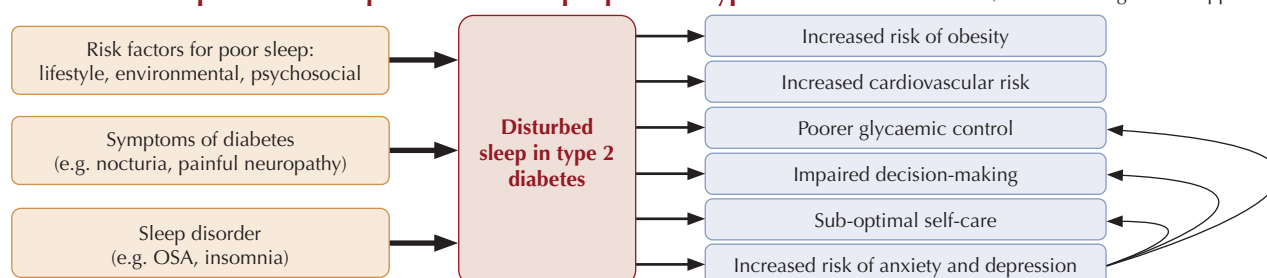 Risk factors for poor sleep:
lifestyle, environmental, psychosocial
Symptoms of diabetes
(e.g. nocturia, painful neuropathy)
Sleep disorder
(e.g. OSA, insomnia)
Disturbed
sleep in type 2
diabetes
Increased risk of obesity
Increased cardiovascular risk
Poorer glycaemic control
Impaired decision-making
Sub-optimal self-care
Increased risk of anxiety and depression